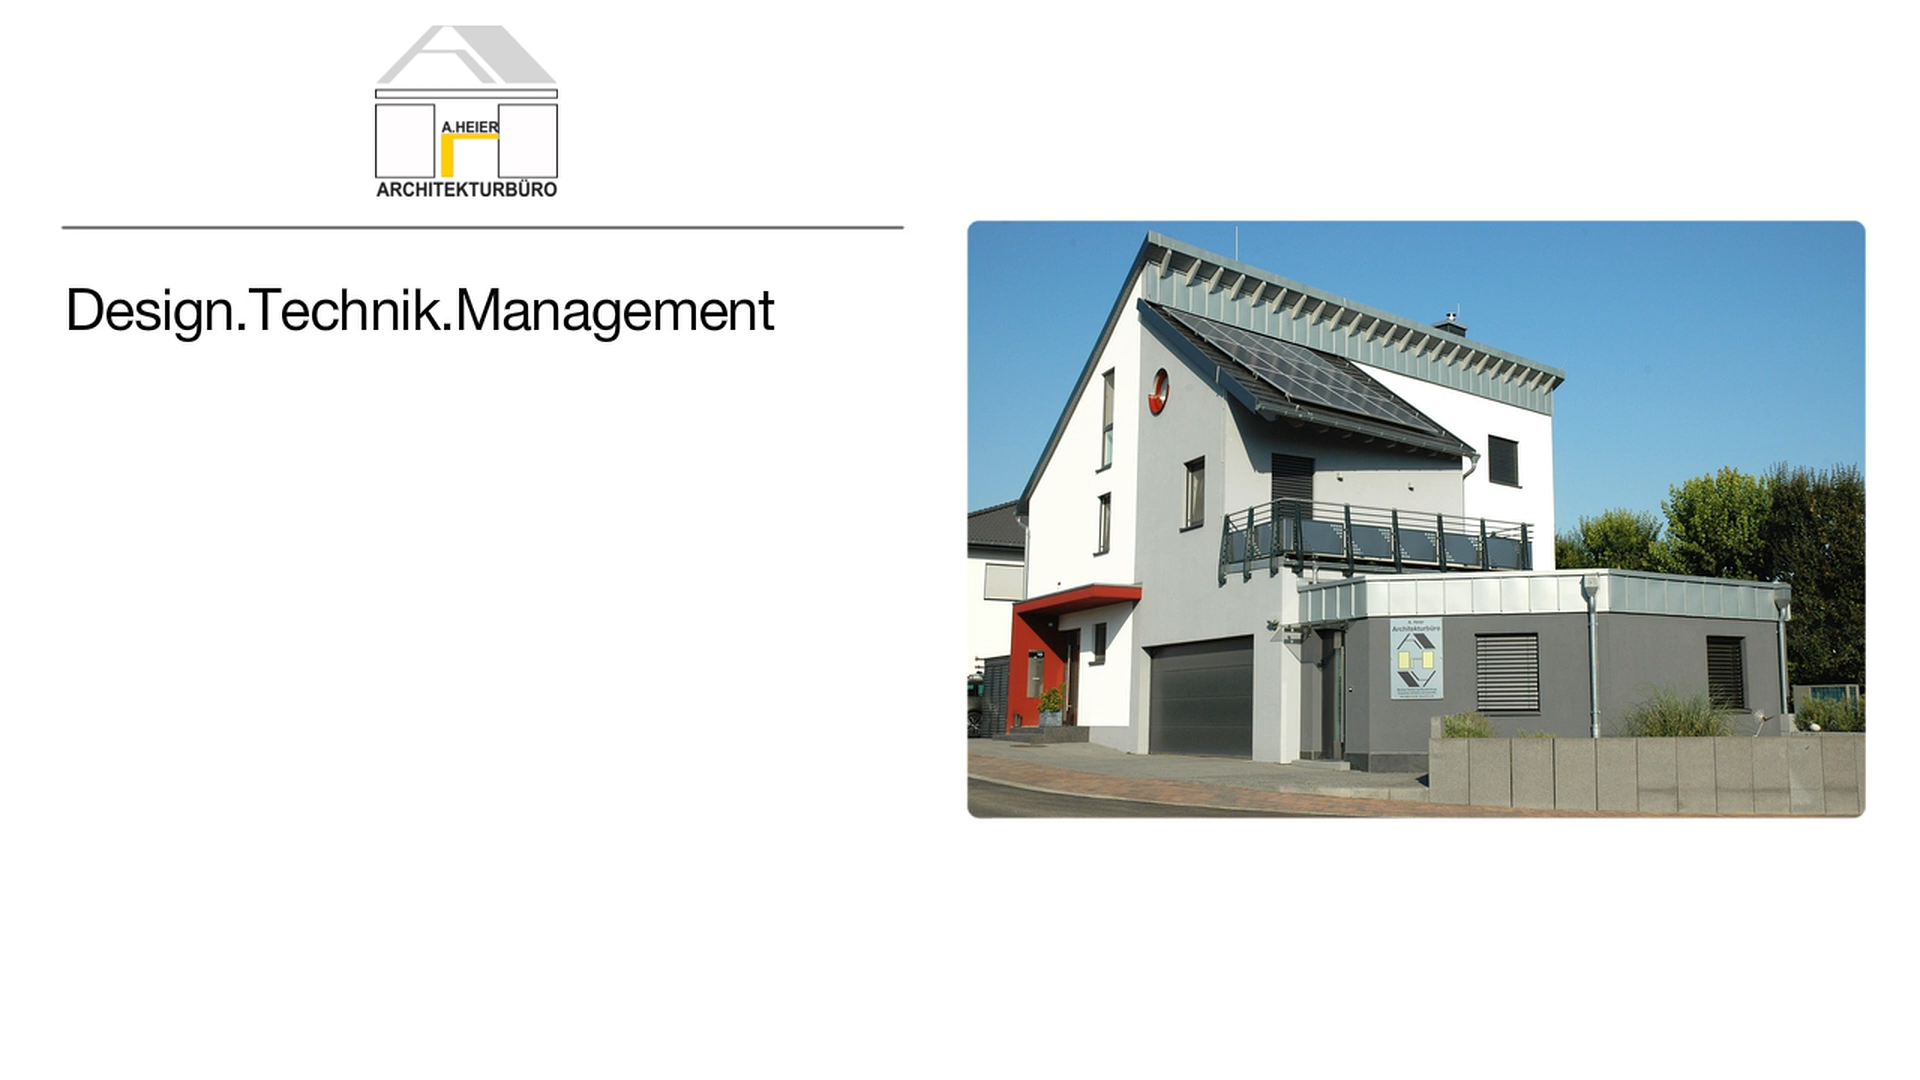 A.HEIER
ARCHITEKTURBÜRO
Design.Technik.Management
A. Heier
Architekturbüro